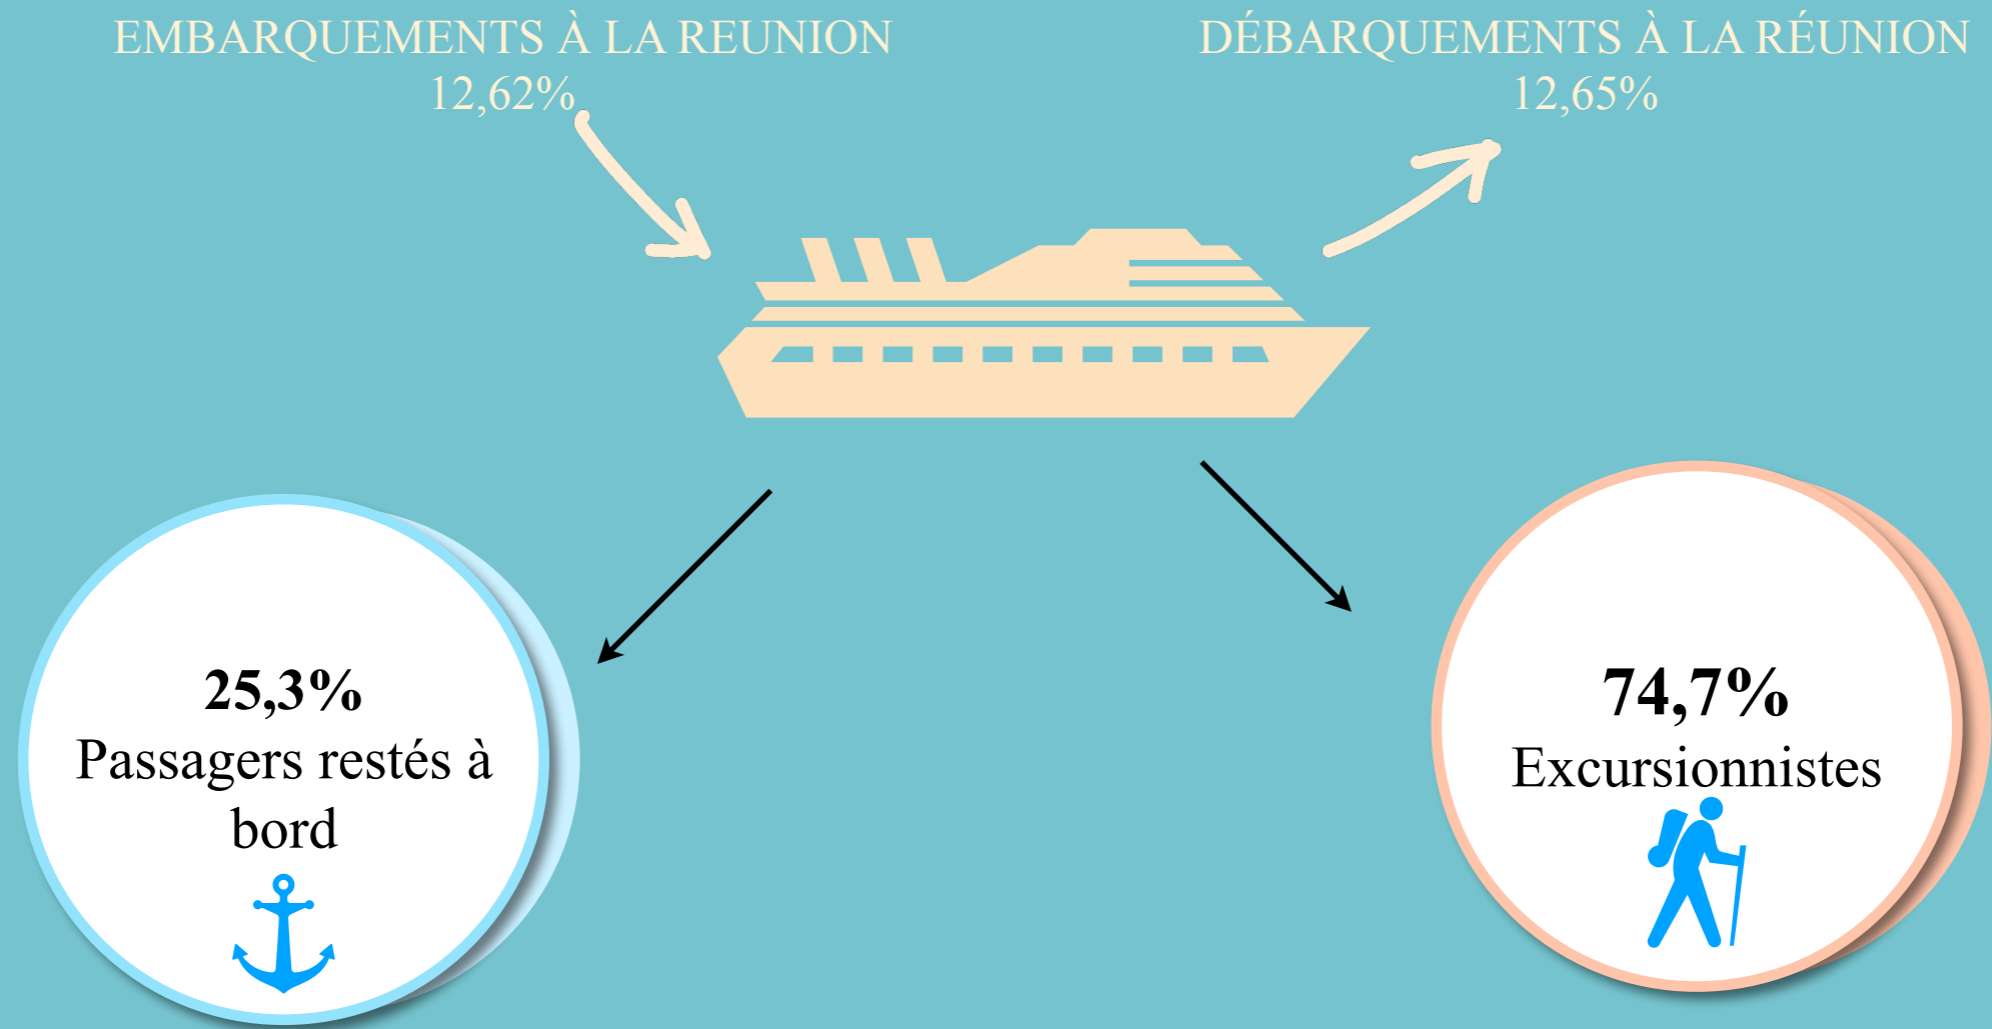 EMBARQUEMENTS À LA REUNION
12,62%
DÉBARQUEMENTS À LA RÉUNION
12,65%
25,3%
Passagers restés à
bord
74,7%
Excursionnistes